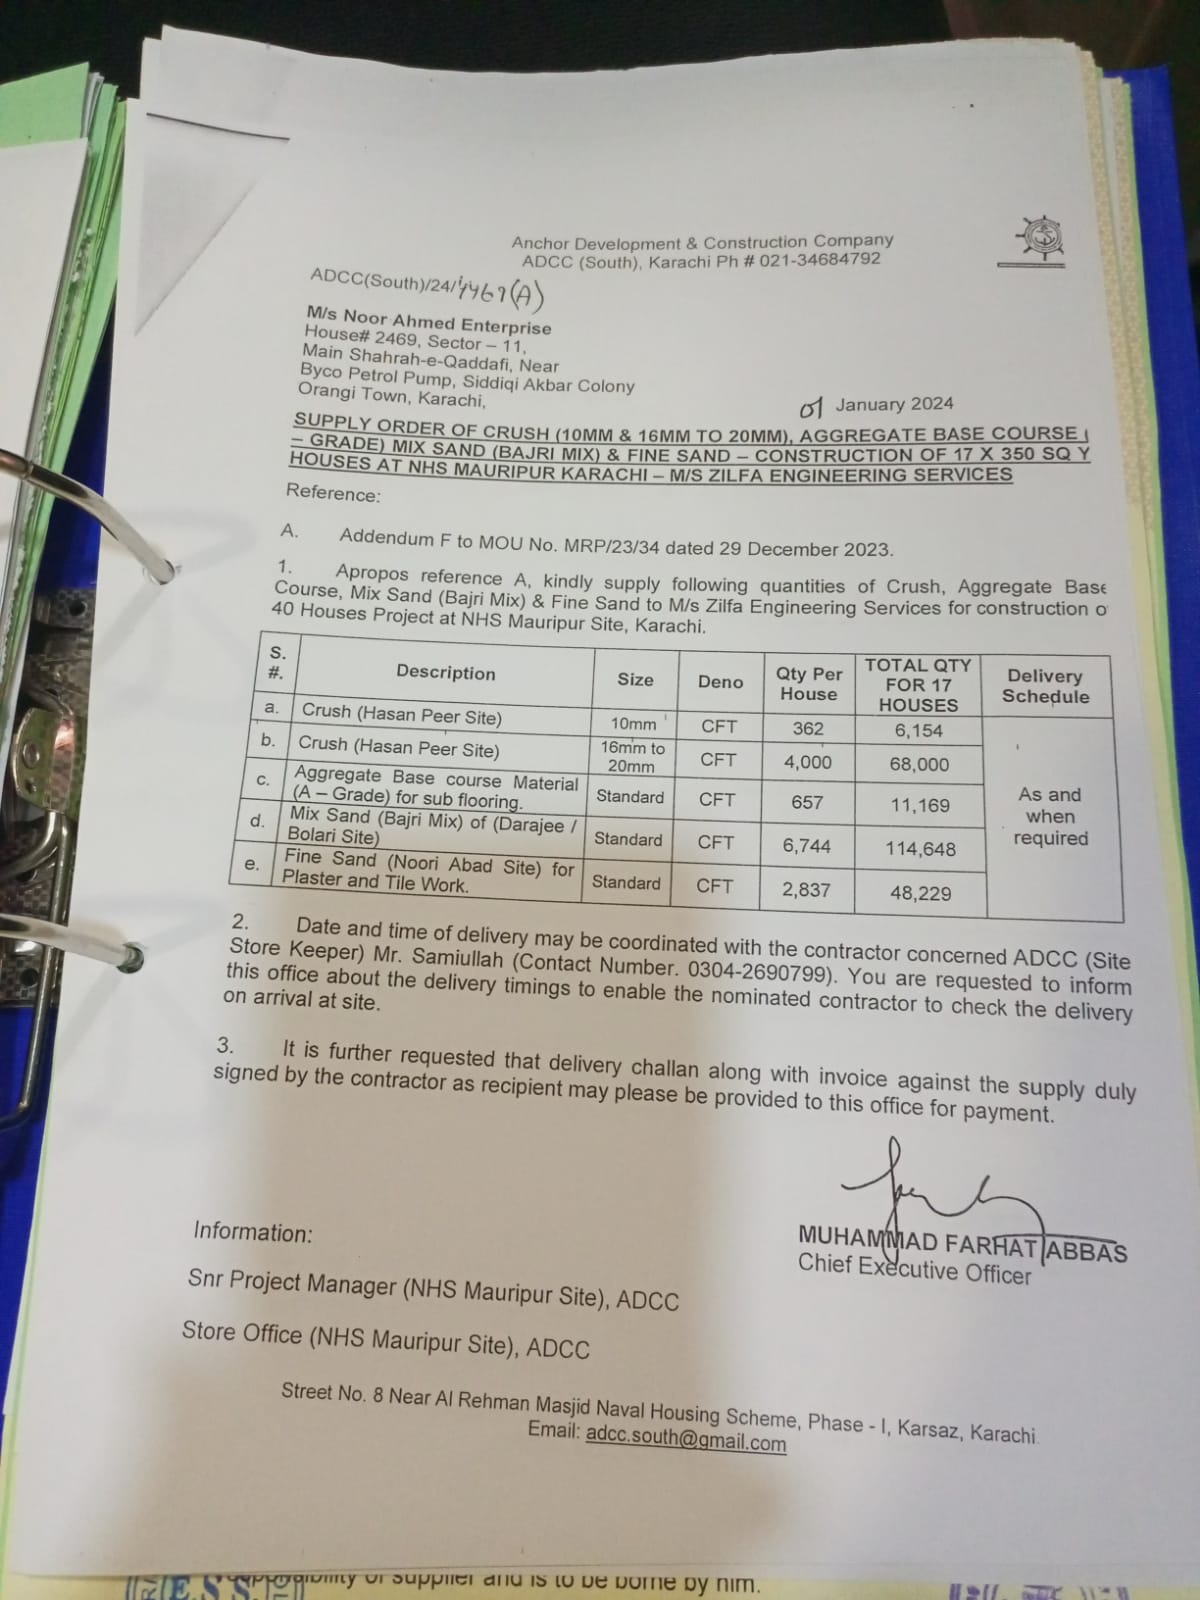 Anchor Development & Construction Company
ADCC (South), Karachi Ph # 021-34684792
ADCC(South)/24/4469(A)
M/s Noor Ahmed Enterprise
House# 2469, Sector – 11,
Main Shahrah-e-Qaddafi, Near
Byco Petrol Pump, Siddiqi Akbar Colony
Orangi Town, Karachi,
01 January 2024
SUPPLY ORDER OF CRUSH (10MM & 16MM TO 20MM), AGGREGATE BASE COURSE (
– GRADE) MIX SAND (BAJRI MIX) & FINE SAND – CONSTRUCTION OF 17 X 350 SQ Y
HOUSES AT NHS MAURIPUR KARACHI – M/S ZILFA ENGINEERING SERVICES
Reference:
A. Addendum F to MOU No. MRP/23/34 dated 29 December 2023.
1. Apropos reference A, kindly supply following quantities of Crush, Aggregate Base
Course, Mix Sand (Bajri Mix) & Fine Sand to M/s Zilfa Engineering Services for construction o
40 Houses Project at NHS Mauripur Site, Karachi.
S. #. Description Size Deno Qty Per House TOTAL QTY FOR 17 HOUSES Delivery Schedule
a. Crush (Hasan Peer Site) 10mm CFT 362 6,154
b. Crush (Hasan Peer Site) 16mm to 20mm CFT 4,000 68,000
c. Aggregate Base course Material (A – Grade) for sub flooring. Standard CFT 657 11,169
d. Mix Sand (Bajri Mix) of (Darajee / Bolari Site) Standard CFT 6,744 114,648
e. Fine Sand (Noori Abad Site) for Plaster and Tile Work. Standard CFT 2,837 48,229
As and
when
required
2. Date and time of delivery may be coordinated with the contractor concerned ADCC (Site
Store Keeper) Mr. Samiullah (Contact Number. 0304-2690799). You are requested to inform
this office about the delivery timings to enable the nominated contractor to check the delivery
on arrival at site.
3. It is further requested that delivery challan along with invoice against the supply duly
signed by the contractor as recipient may please be provided to this office for payment.
MUHAMMAD FARHAT ABBAS
Chief Executive Officer
Information:
Snr Project Manager (NHS Mauripur Site), ADCC
Store Office (NHS Mauripur Site), ADCC
Street No. 8 Near Al Rehman Masjid Naval Housing Scheme, Phase - I, Karsaz, Karachi.
Email: adcc.south@gmail.com
of supplier and is to be borne by him.
E.S.S.